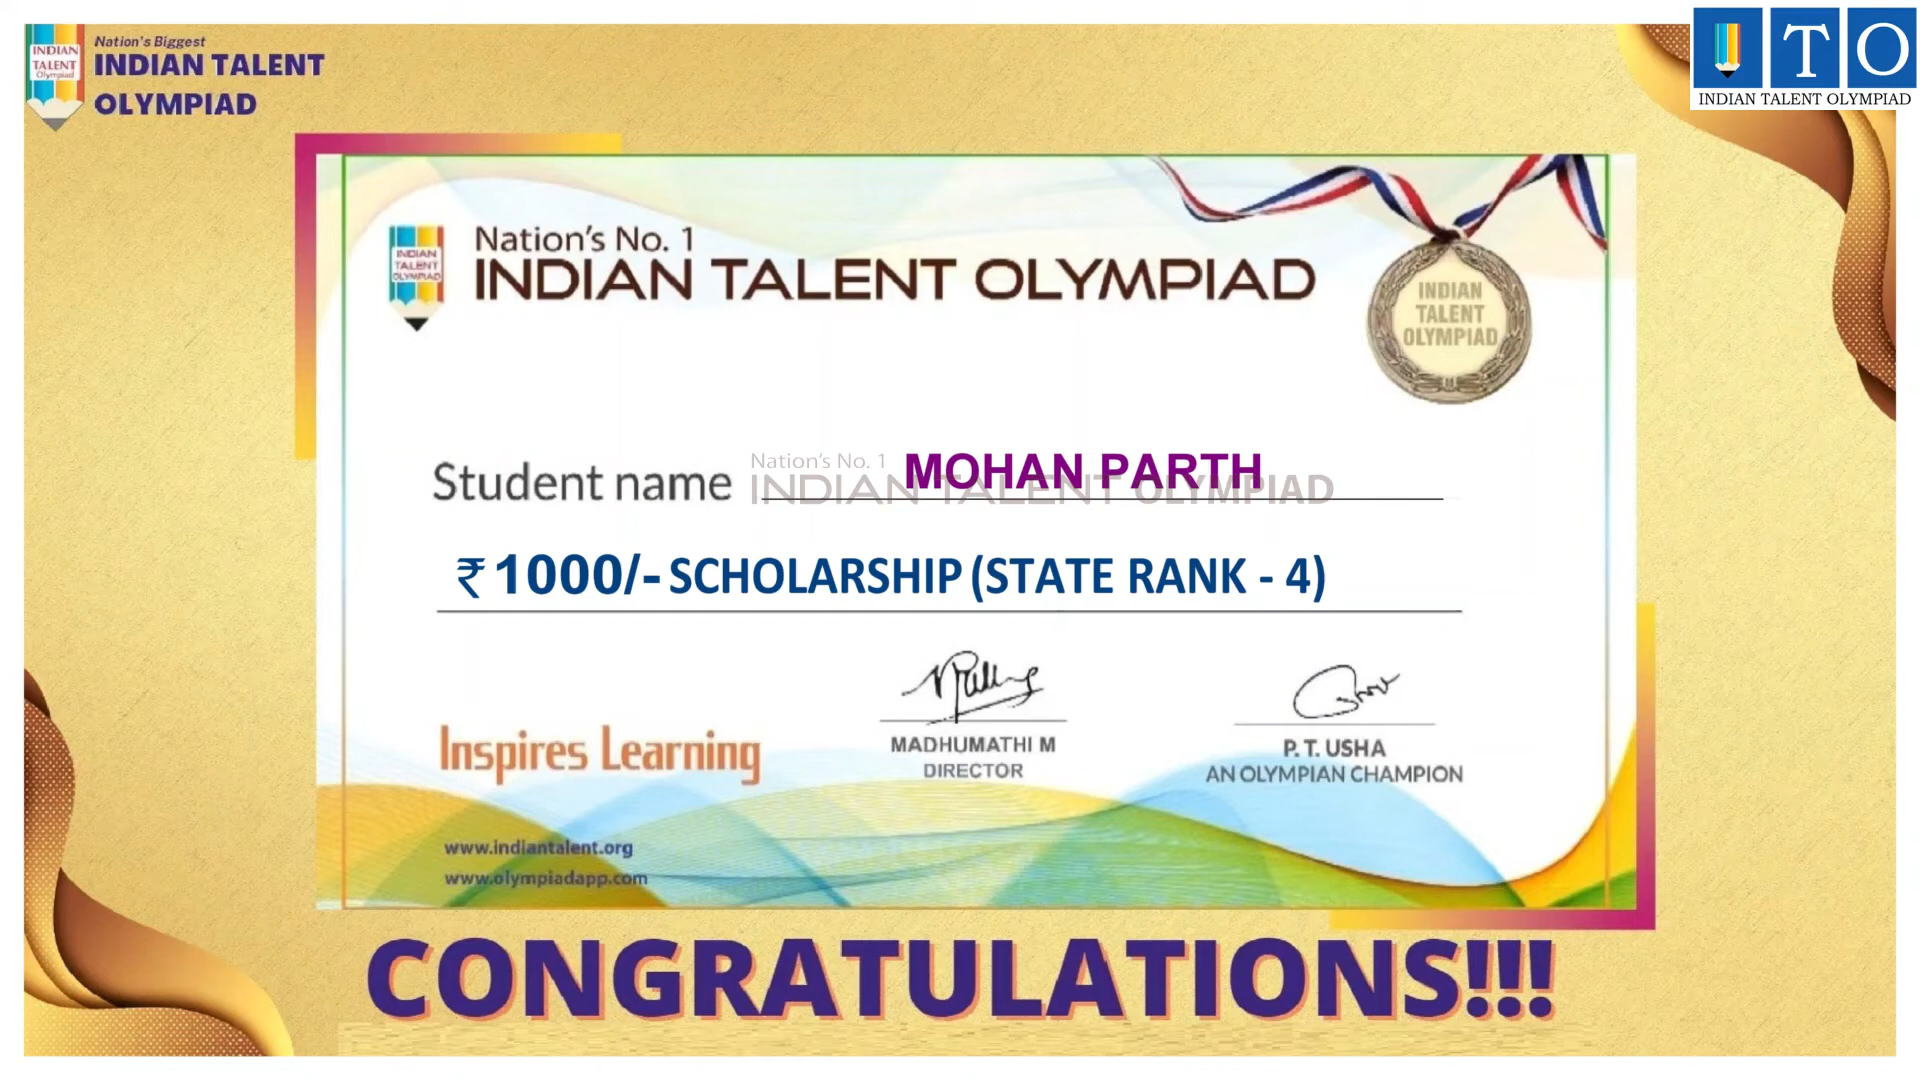 Nation's Biggest
INDIAN TALENT
OLYMPIAD
INDIAN
TALENT
Olympiad
T O
INDIAN TALENT OLYMPIAD
Nation's No. 1
INDIAN TALENT OLYMPIAD
INDIAN
TALENT
OLYMPIAD
INDIAN
TALENT
OLYMPIAD
Student name MOHAN PARTH
Nation's No. 1
INDIAN TALENT OLYMPIAD
₹ 1000/- SCHOLARSHIP (STATE RANK - 4)
Inspires Learning
MADHUMATHI M
DIRECTOR
P. T. USHA
AN OLYMPIAN CHAMPION
www.indiantalent.org
www.olympiadapp.com
CONGRATULATIONS!!!